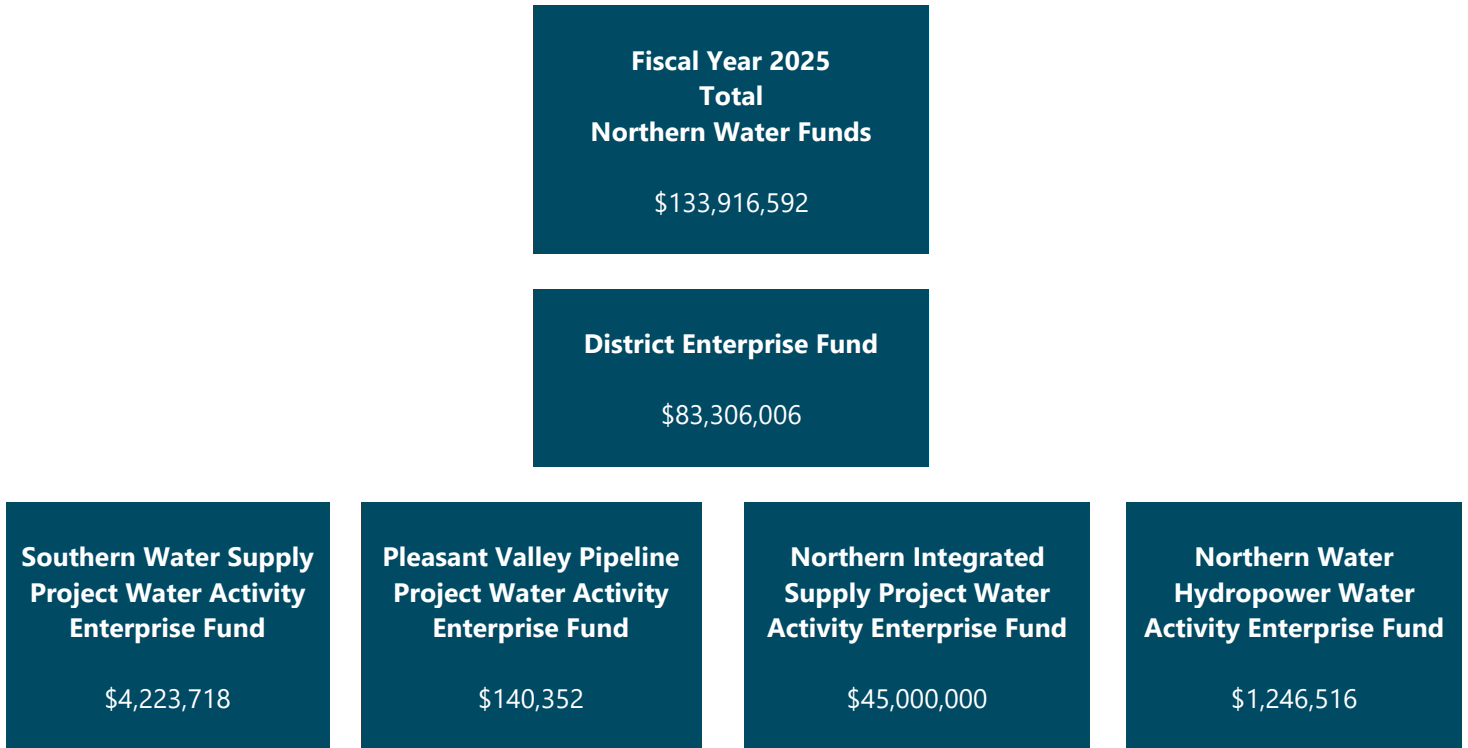 Fiscal Year 2025
Total
Northern Water Funds
$133,916,592
District Enterprise Fund
$83,306,006
Southern Water Supply
Project Water Activity
Enterprise Fund
$4,223,718
Pleasant Valley Pipeline
Project Water Activity
Enterprise Fund
$140,352
Northern Integrated
Supply Project Water
Activity Enterprise Fund
$45,000,000
Northern Water
Hydropower Water
Activity Enterprise Fund
$1,246,516